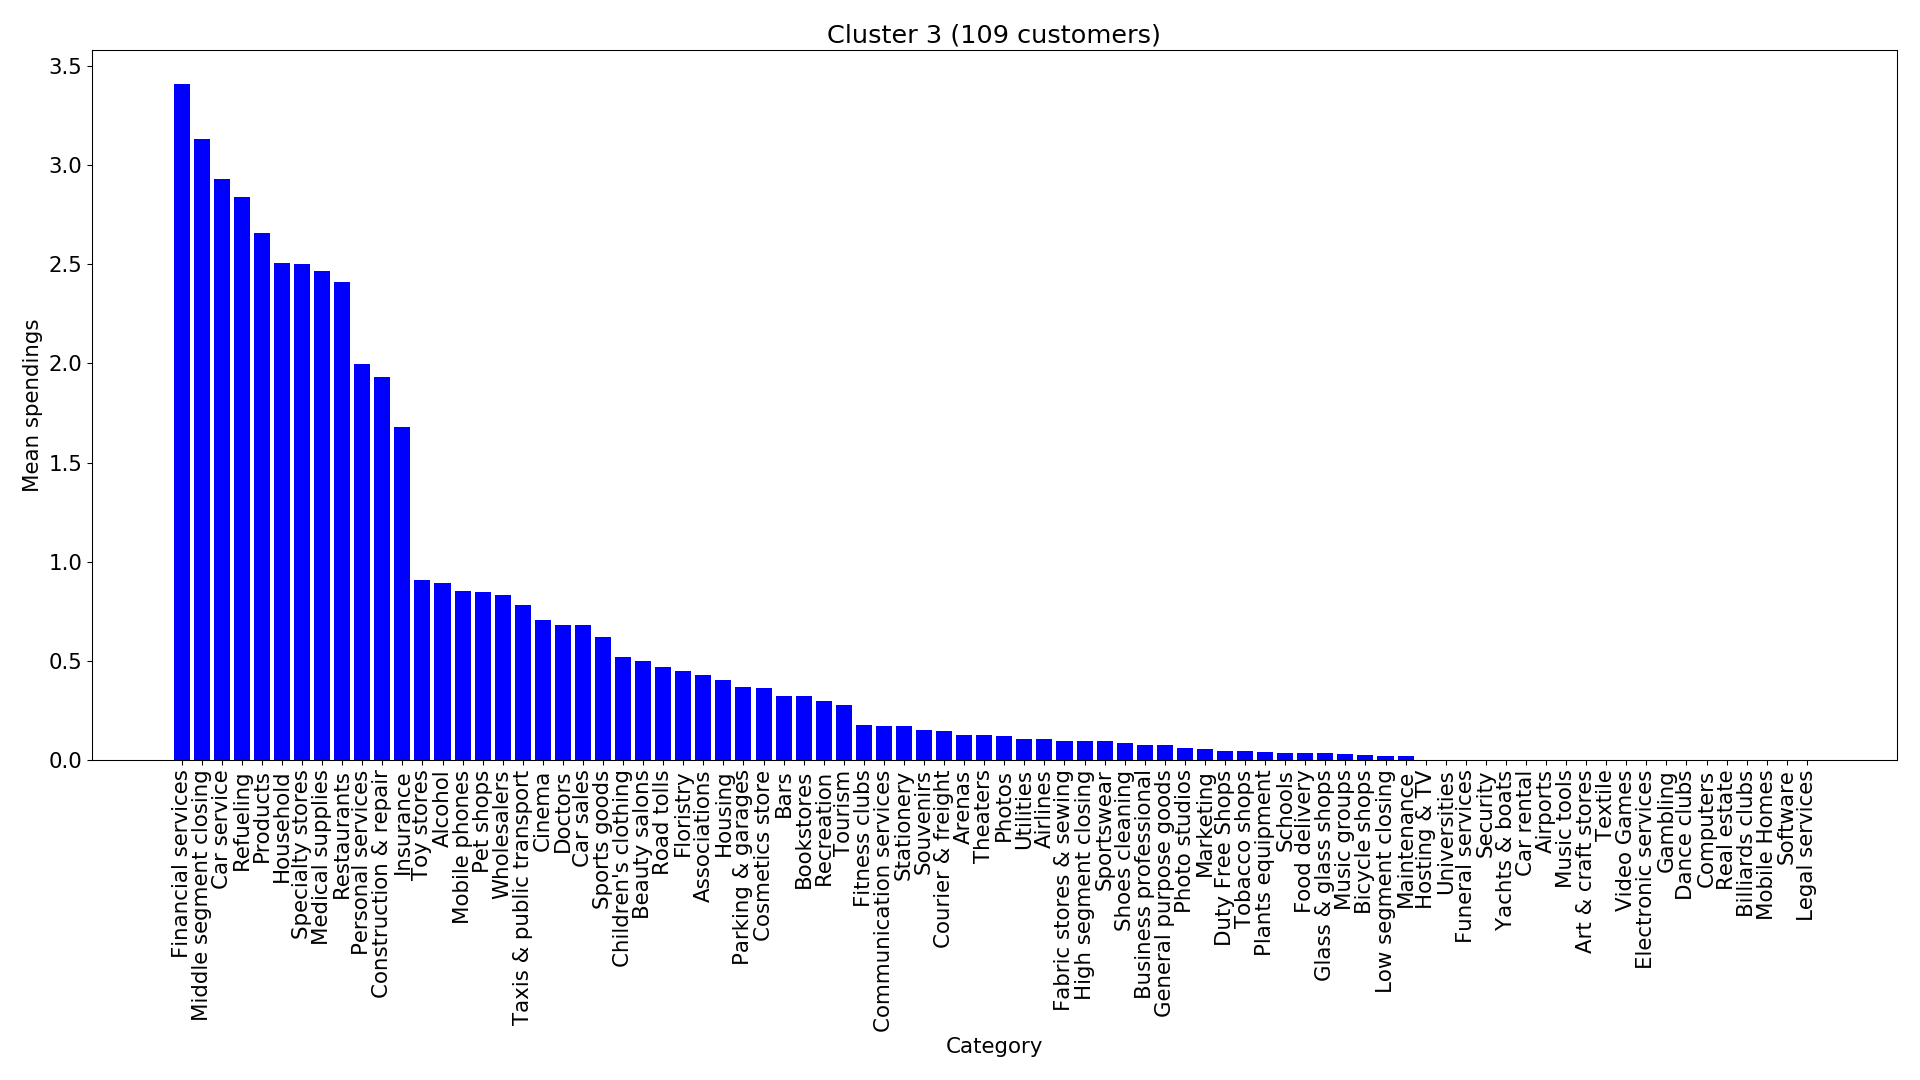 Cluster 3 (109 customers)
3.5
3.0
2.5
2.0
1.5
1.0
0.5
0.0
Mean spendings
Financial services
Middle segment closing
Car service
Refueling
Products
Household
Specialty stores
Medical supplies
Restaurants
Personal services
Construction & repair
Insurance
Toy stores
Alcohol
Mobile phones
Pet shops
Wholesalers
Taxis & public transport
Cinema
Doctors
Car sales
Sports goods
Children's clothing
Beauty salons
Road tolls
Floristry
Associations
Housing
Parking & garages
Cosmetics store
Bars
Bookstores
Recreation
Tourism
Fitness clubs
Communication services
Stationery
Souvenirs
Courier & freight
Arenas
Theaters
Photos
Utilities
Airlines
Fabric stores & sewing
High segment closing
Sportswear
Shoes cleaning
Business professional
General purpose goods
Photo studios
Marketing
Duty Free Shops
Tobacco shops
Plants equipment
Schools
Food delivery
Glass & glass shops
Music groups
Bicycle shops
Low segment closing
Maintenance
Hosting & TV
Universities
Funeral services
Security
Yachts & boats
Car rental
Airports
Music tools
Art & craft stores
Textile
Video Games
Electronic services
Gambling
Dance clubs
Computers
Real estate
Billiards clubs
Mobile Homes
Software
Legal services
Category